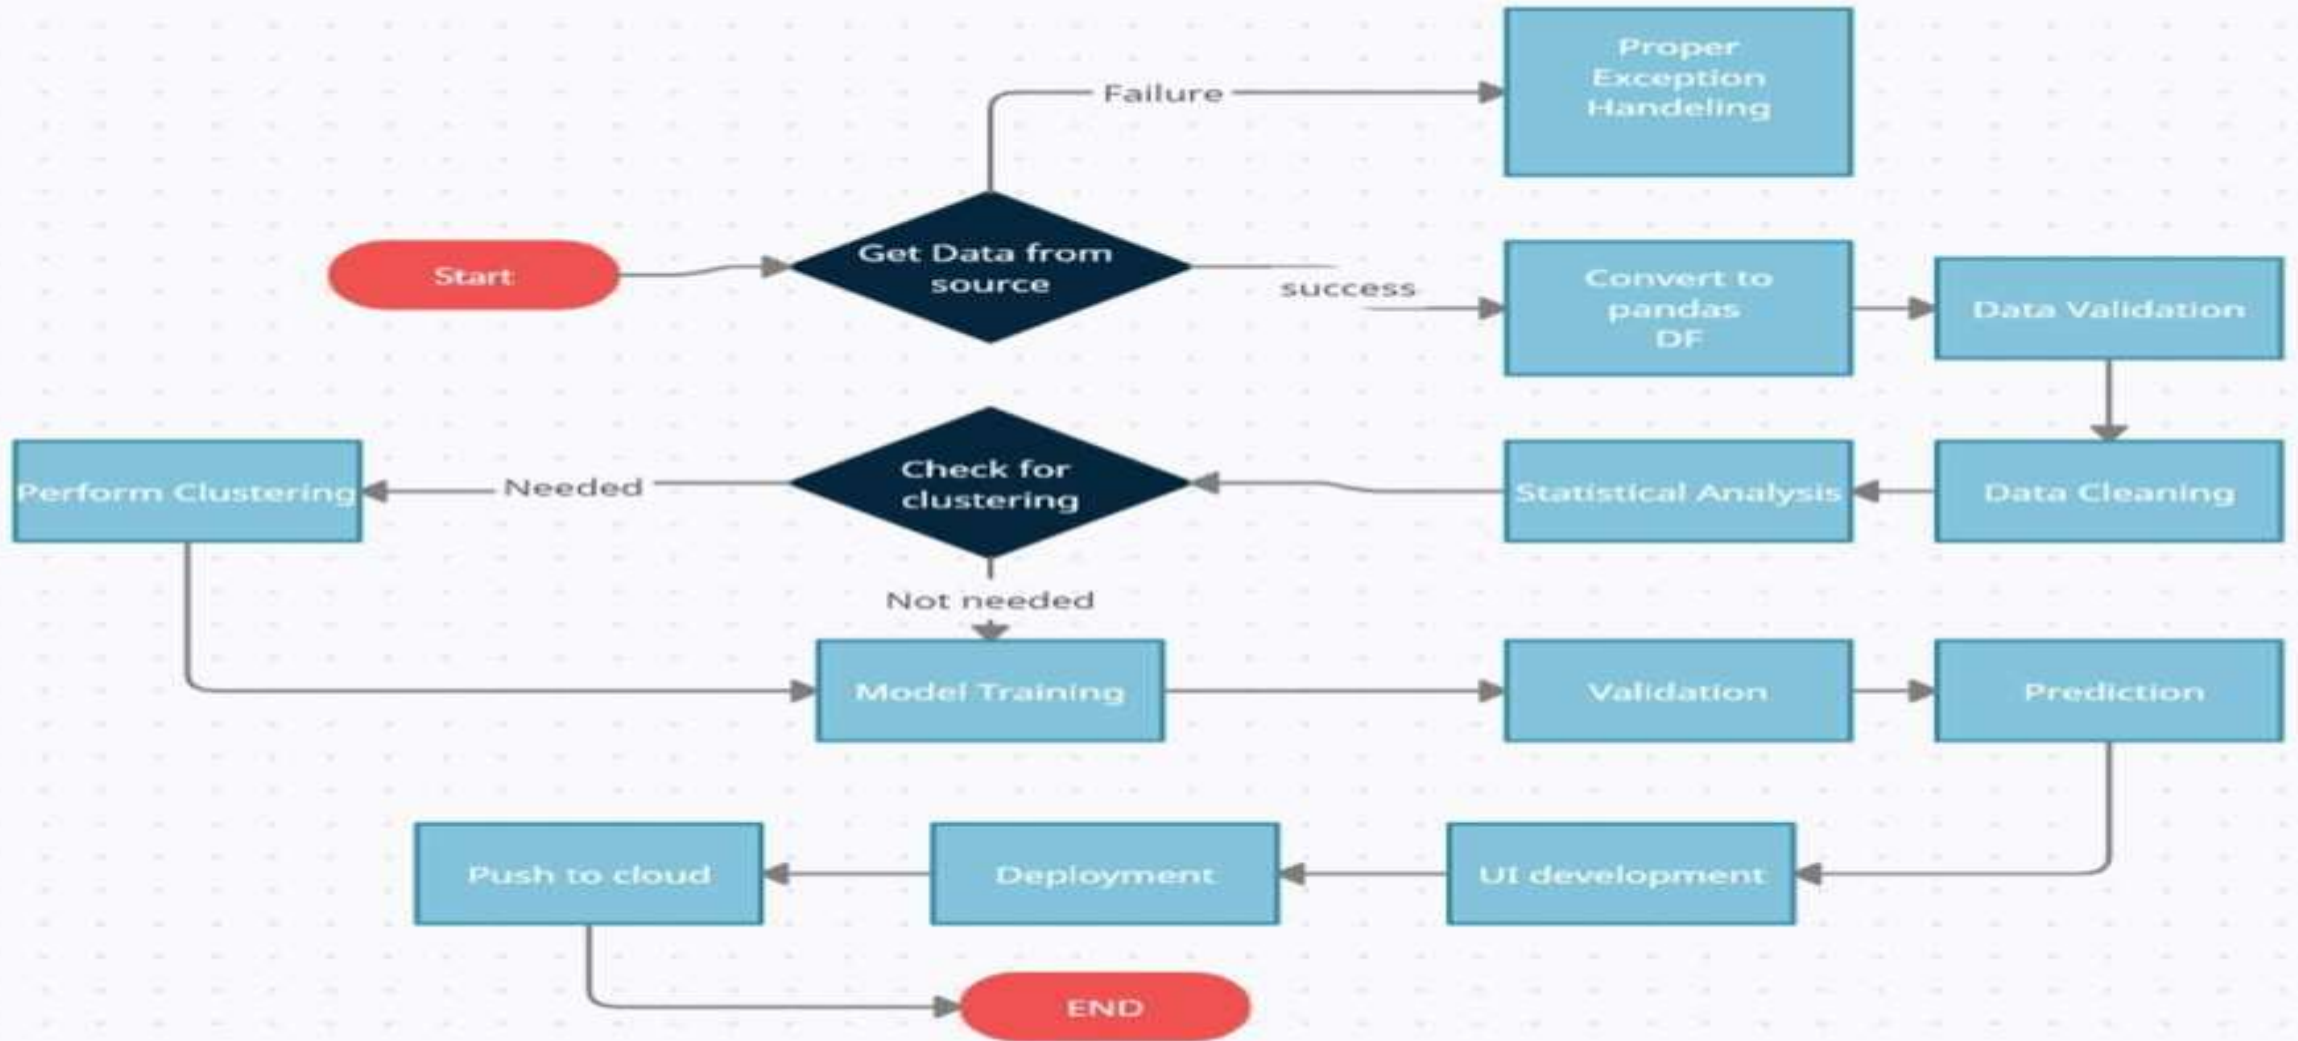 Proper
Exception
Handeling
Failure
Start
Get Data from
source
success
Convert to
pandas
DF
Data Validation
Perform Clustering
Needed
Check for
clustering
Statistical Analysis
Data Cleaning
Not needed
Model Training
Validation
Prediction
Push to cloud
Deployment
UI development
END